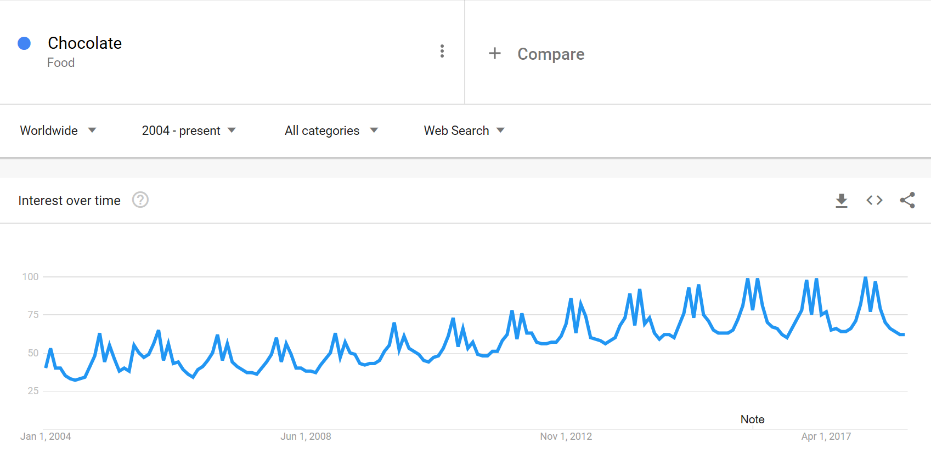 Chocolate
Food
+ Compare
Worldwide
2004 - present
All categories
Web Search
Interest over time ?
100
75
50
25
Note
Jan 1, 2004
Jun 1, 2008
Nov 1, 2012
Apr 1, 2017